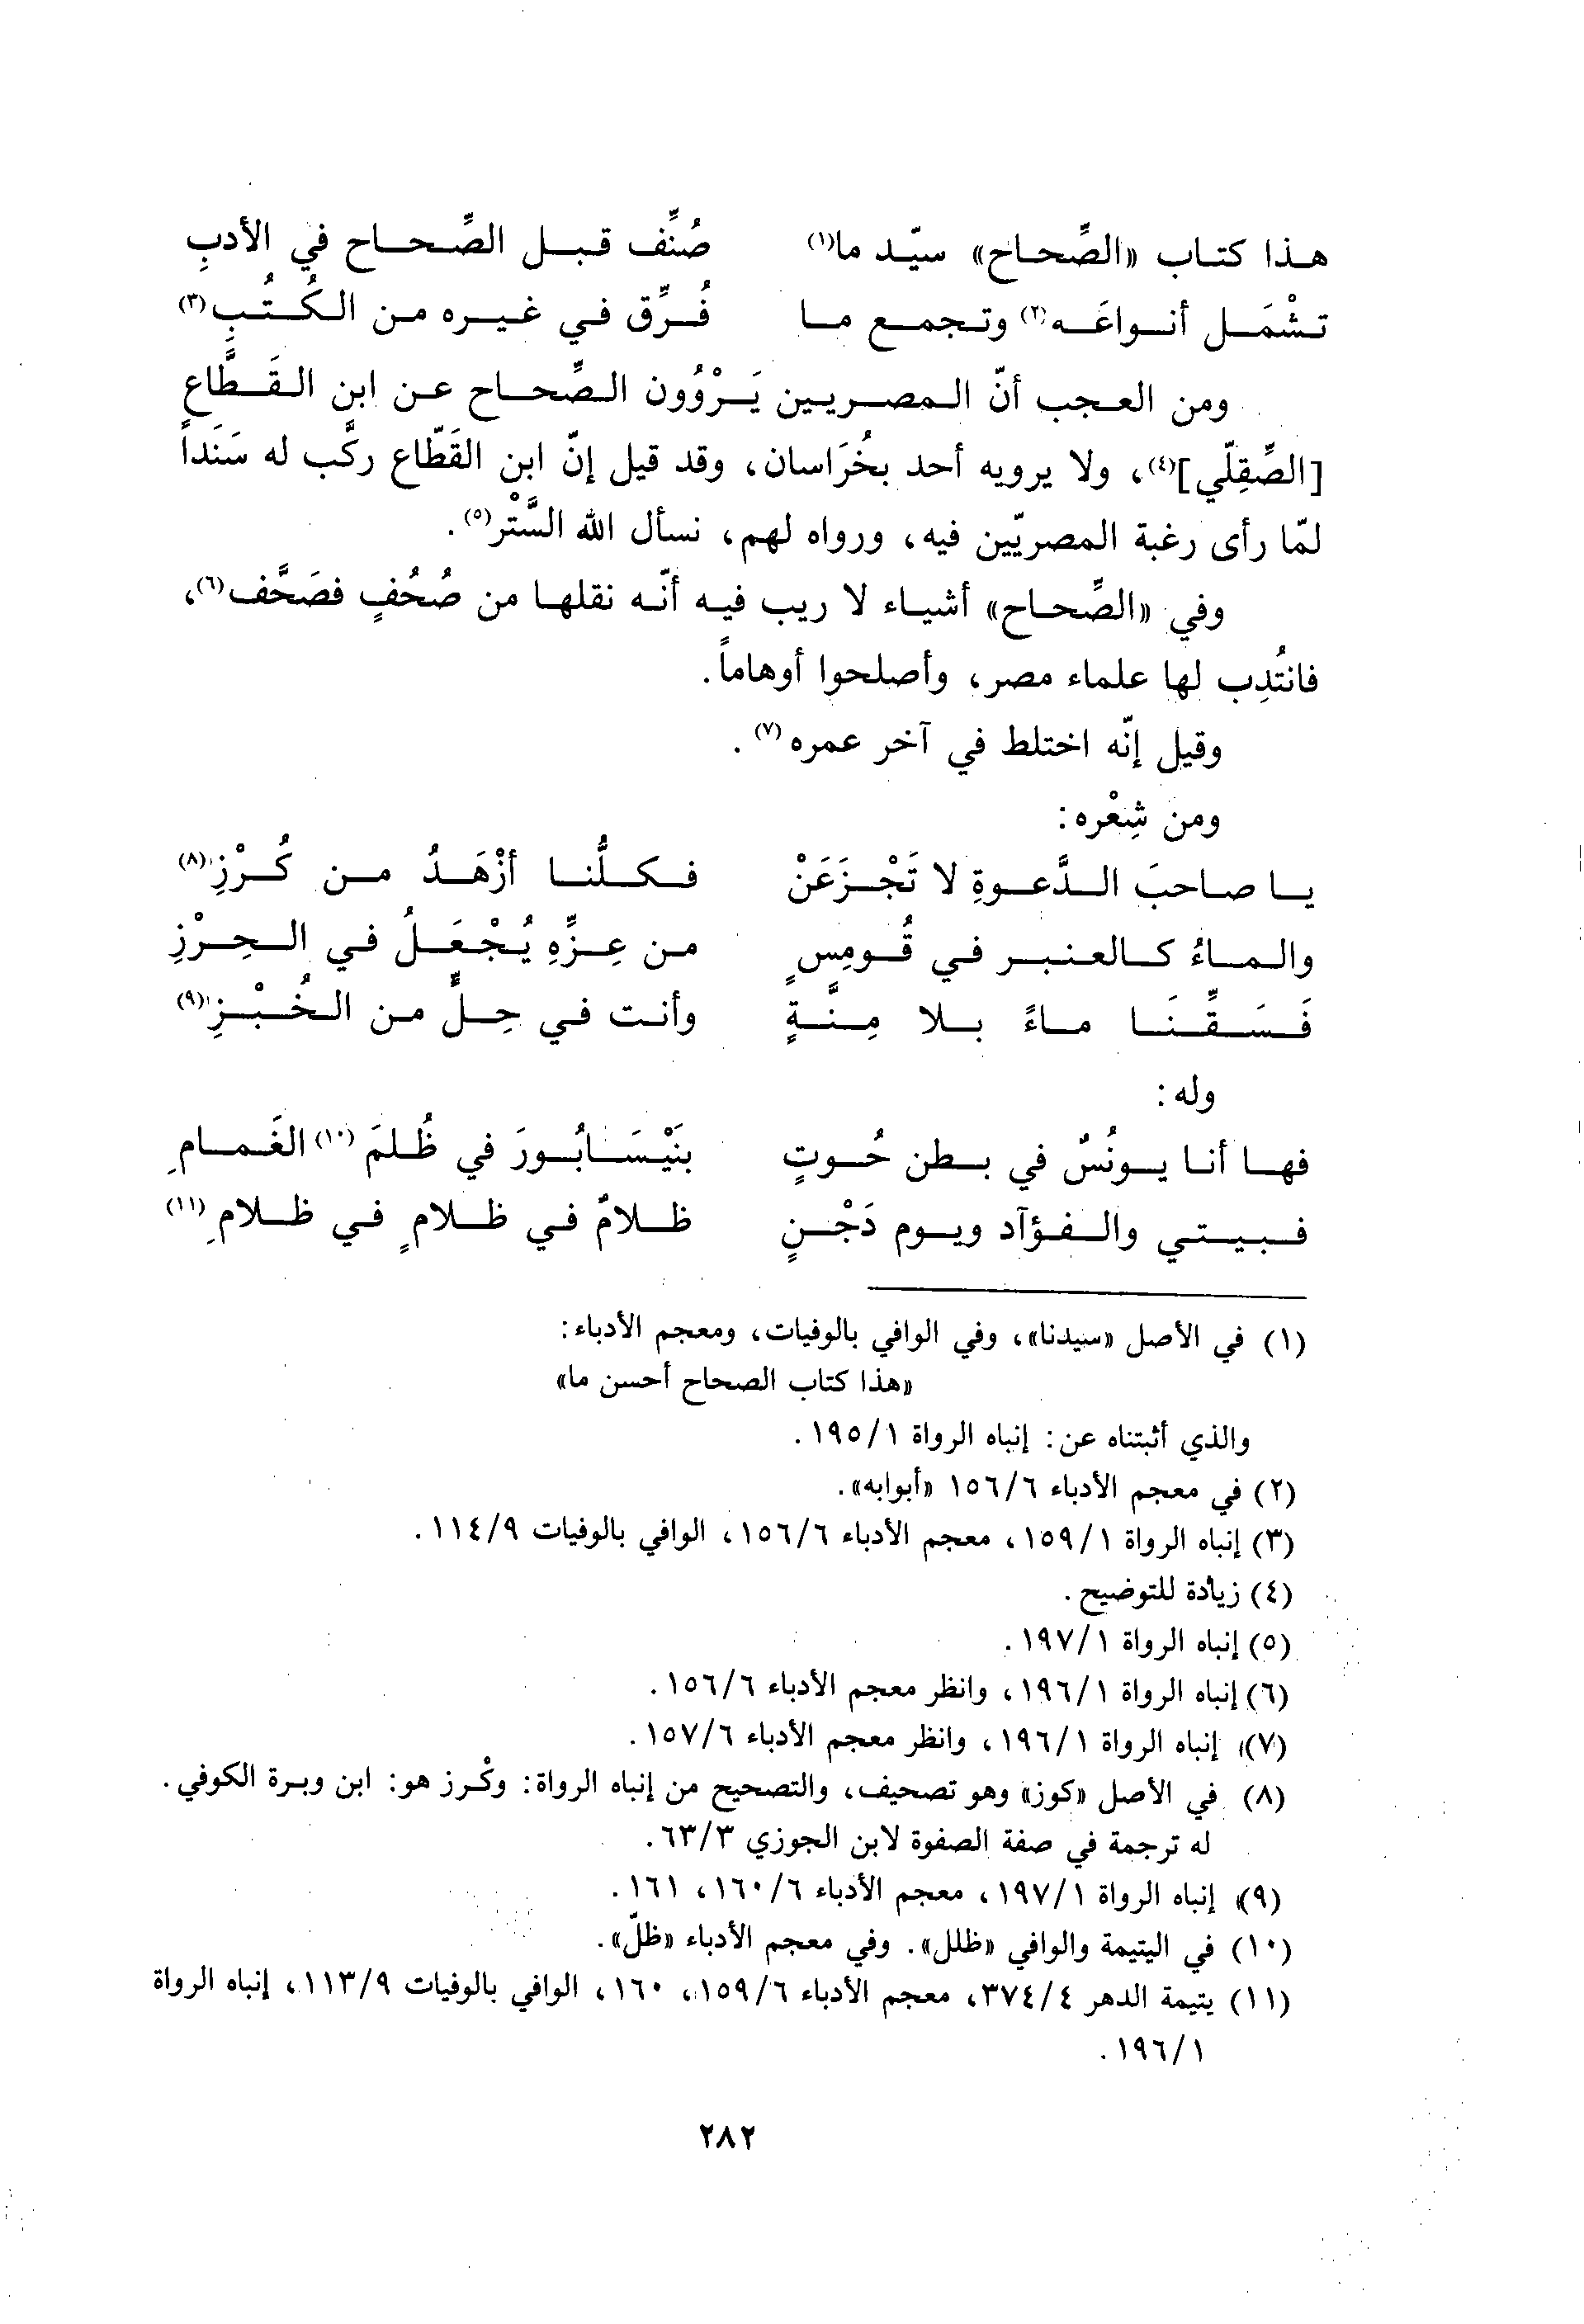 هذا كتاب «الصِّحاح» سيّد ما(١) صُنِّف قبل الصِّحاح في الأدبِ
تشْمَل أنواعَه(٢) وتجمع ما فُرِّق في غيره من الكُتُبِ(٣)
ومن العجب أنّ المصريين يَرْوُون الصِّحاح عن ابن القَطَّاع
[الصِّقِلّي](٤)، ولا يرويه أحد بخُرَاسان، وقد قيل إنّ ابن القَطّاع ركَّب له سَنَداً
لمّا رأى رغبة المصريّين فيه، ورواه لهم، نسأل الله السَّتْر(٥).
وفي «الصِّحاح» أشياء لا ريب فيه أنّه نقلها من صُحُفٍ فصَحَّف(٦)،
فانتُدِب لها علماء مصر، وأصلحوا أوهاماً.
وقيل إنّه اختلط في آخر عمره(٧).
ومن شِعْره:
يا صاحبَ الدَّعوةِ لا تَجْزَعَنْ فكلُّنا أزْهَدُ من كُرْزِ(٨)
والماءُ كالعنبر في قُومِسٍ من عِزِّهِ يُجْعَلُ في الحِرْزِ
فَسَقِّنَا ماءً بلا مِنَّةٍ وأنت في حِلٍّ من الخُبْزِ(٩)
وله:
فها أنا يونُسٌ في بطن حُوتٍ بنَيْسَابُورَ في ظُلمَ(١٠) الغَمامِ
فبيتي والفؤآد ويوم دَجْنٍ ظلامٌ في ظلامٍ في ظلامِ(١١)
(١) في الأصل «سيدنا»، وفي الوافي بالوفيات، ومعجم الأدباء:
«هذا كتاب الصحاح أحسن ما»
والذي أثبتناه عن: إنباه الرواة ١/١٩٥.
(٢) في معجم الأدباء ٦/١٥٦ «أبوابه».
(٣) إنباه الرواة ١/١٥٩، معجم الأدباء ٦/١٥٦، الوافي بالوفيات ٩/١١٤.
(٤) زيادة للتوضيح.
(٥) إنباه الرواة ١/١٩٧.
(٦) إنباه الرواة ١/١٩٦، وانظر معجم الأدباء ٦/١٥٦.
(٧) إنباه الرواة ١/١٩٦، وانظر معجم الأدباء ٦/١٥٧.
(٨) في الأصل «كوز» وهو تصحيف، والتصحيح من إنباه الرواة: وكْرز هو: ابن وبرة الكوفي.
له ترجمة في صفة الصفوة لابن الجوزي ٣/٦٣.
(٩) إنباه الرواة ١/١٩٧، معجم الأدباء ٦/١٦٠، ١٦١.
(١٠) في اليتيمة والوافي «ظلل». وفي معجم الأدباء «ظلّ».
(١١) يتيمة الدهر ٤/٣٧٤، معجم الأدباء ٦/١٥٩، ١٦٠، الوافي بالوفيات ٩/١١٣، إنباه الرواة
١/١٩٦.
٢٨٢